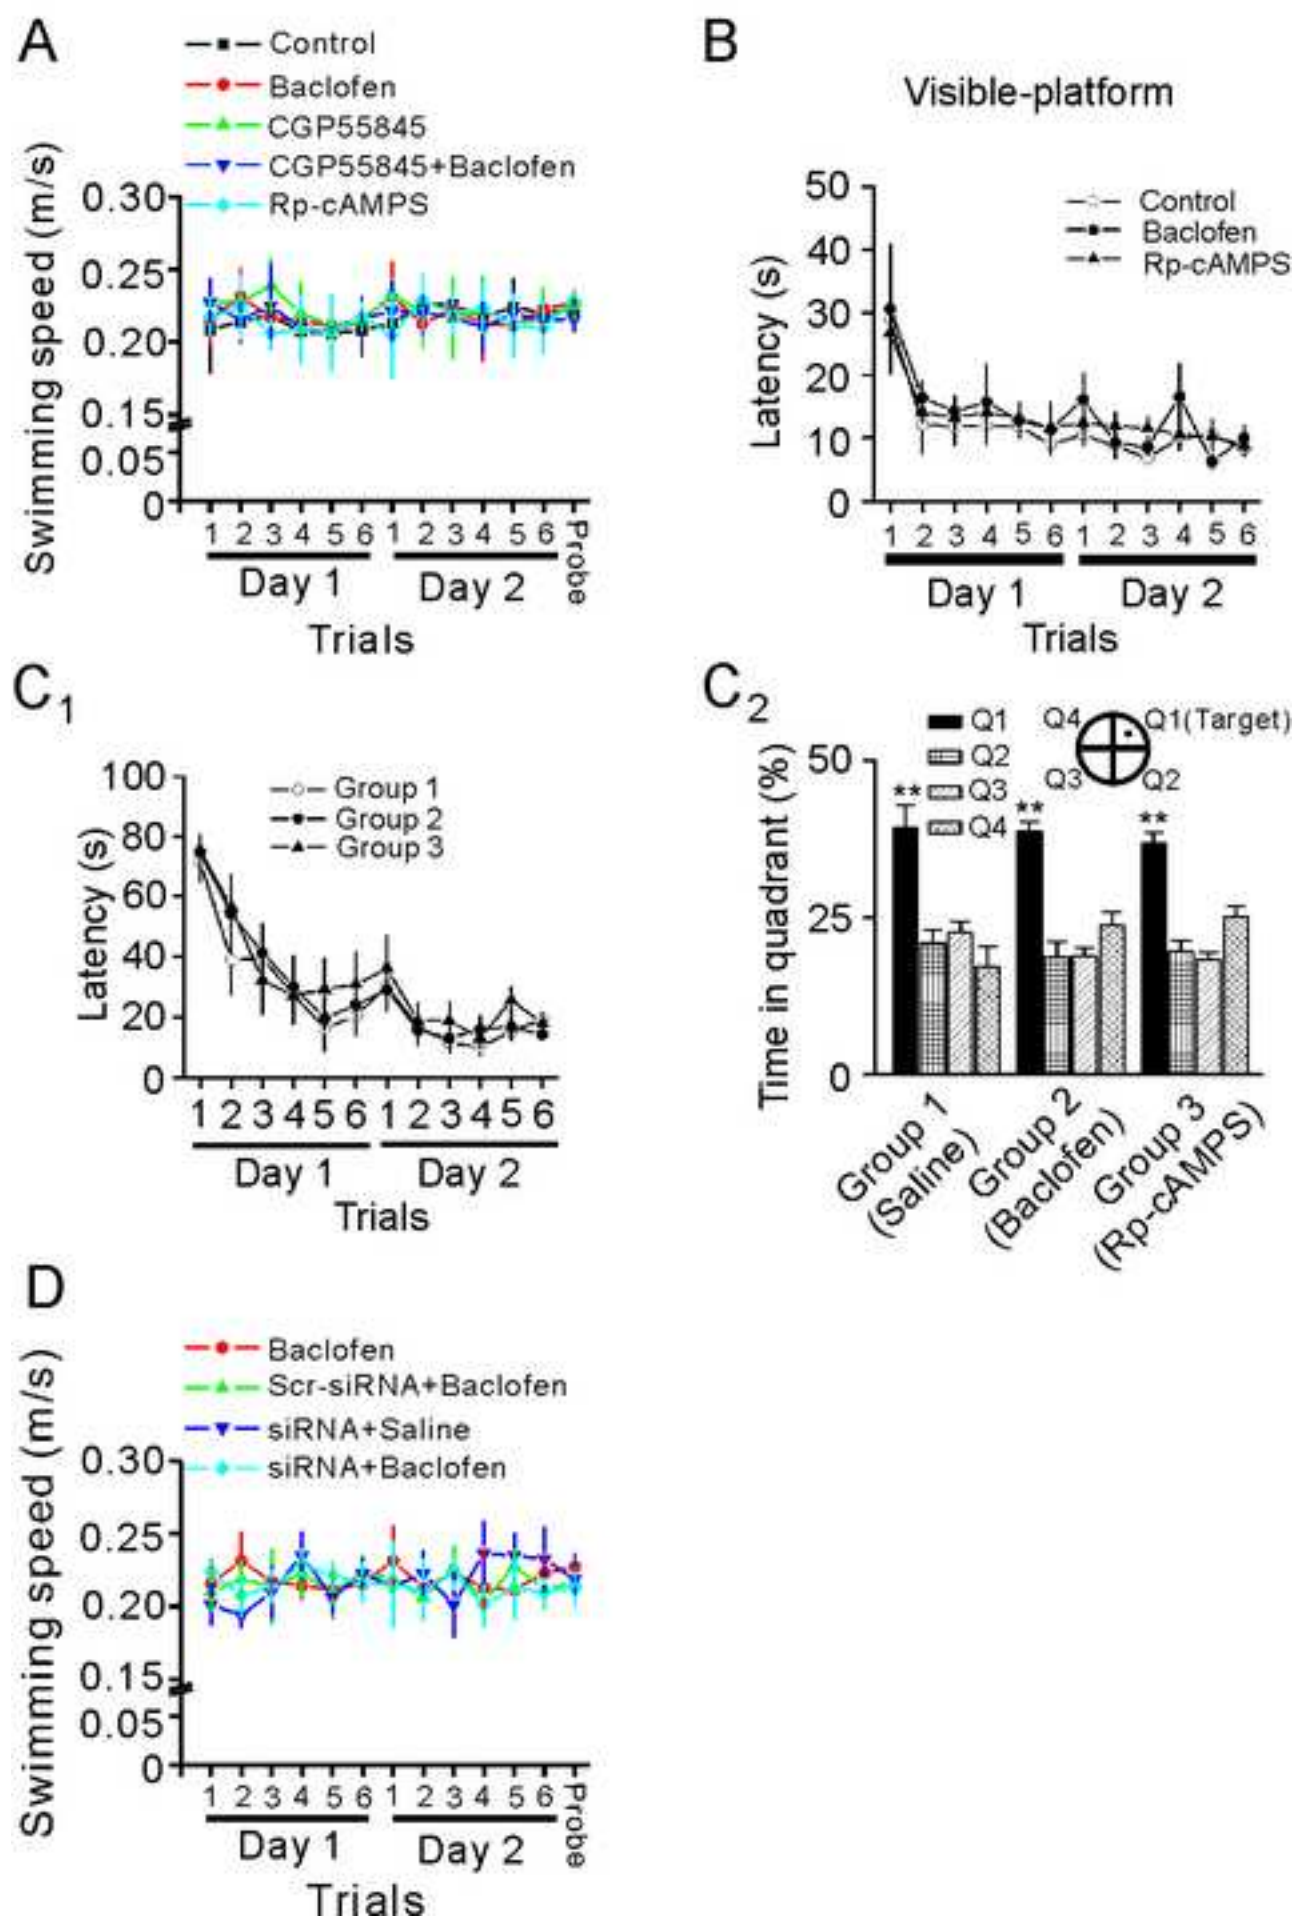 A
Control
Baclofen
CGP55845
CGP55845+Baclofen
Rp-cAMPS
Swimming speed (m/s)
0.30
0.25
0.20
0.15
0.05
0
1 2 3 4 5 6 1 2 3 4 5 6 Probe
Day 1 Day 2
Trials
B
Visible-platform
Control
Baclofen
Rp-cAMPS
Latency (s)
50
40
30
20
10
0
1 2 3 4 5 6 1 2 3 4 5 6
Day 1 Day 2
Trials
C1
Group 1
Group 2
Group 3
Latency (s)
100
80
60
40
20
0
1 2 3 4 5 6 1 2 3 4 5 6
Day 1 Day 2
Trials
C2
Q1
Q2
Q3
Q4
Q4 Q1(Target)
Q3 Q2
Time in quadrant (%)
50
25
0
** ** **
Group 1
(Saline)
Group 2
(Baclofen)
Group 3
(Rp-cAMPS)
D
Baclofen
Scr-siRNA+Baclofen
siRNA+Saline
siRNA+Baclofen
Swimming speed (m/s)
0.30
0.25
0.20
0.15
0.05
0
1 2 3 4 5 6 1 2 3 4 5 6 Probe
Day 1 Day 2
Trials